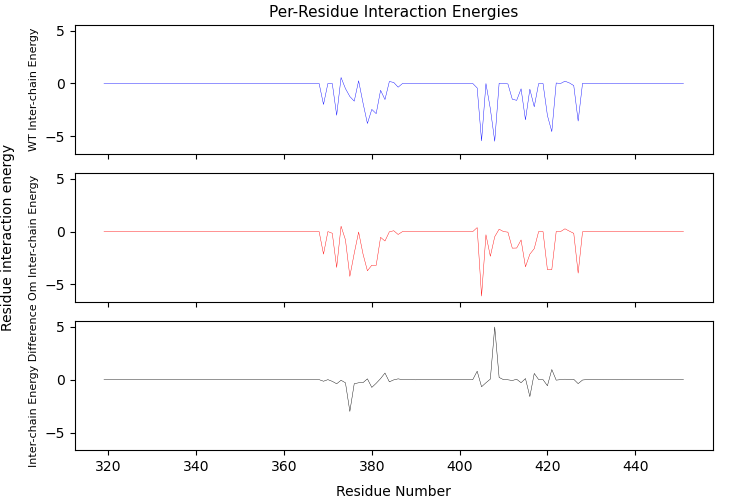 Per-Residue Interaction Energies
Residue interaction energy
WT Inter-chain Energy
5
0
−5
Om Inter-chain Energy
5
0
−5
Inter-chain Energy Difference
5
0
−5
320 340 360 380 400 420 440
Residue Number